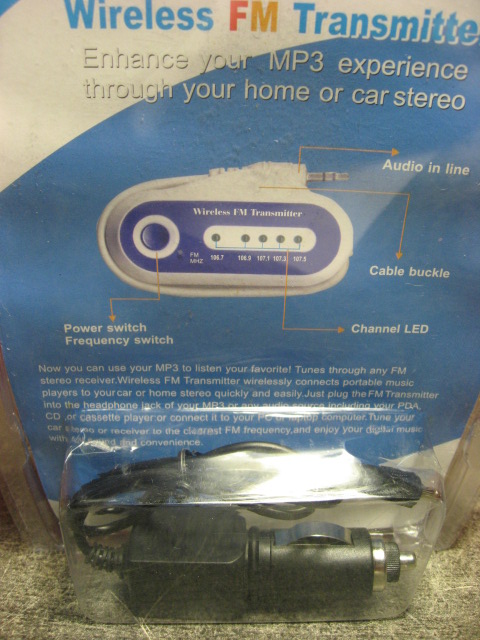 Wireless FM Transmitte
Enhance your MP3 experience
through your home or car stereo
Audio in line
Wireless FM Transmitter
FM
MHZ
106.7 106.9 107.1 107.3 107.5
Cable buckle
Power switch
Frequency switch
Channel LED
Now you can use your MP3 to listen your favorite! Tunes through any FM
stereo receiver.Wireless FM Transmitter wirelessly connects portable music
players to your car or home stereo quickly and easily.Just plug the FM Transmitter
into the headphone jack of your MP3 or any audio source including your PDA,
CD ,or cassette player or connect it to your PC or laptop computer.Tune your
car stereo or receiver to the clearest FM frequency,and enjoy your digital music
with and convenience.